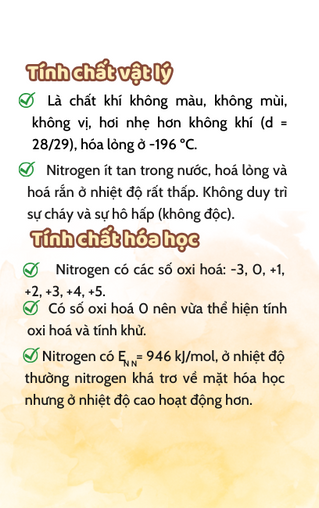 Tính chất vật lý
Là chất khí không màu, không mùi,
không vị, hơi nhẹ hơn không khí (d =
28/29), hóa lỏng ở -196 ºC.
Nitrogen ít tan trong nước, hoá lỏng và
hoá rắn ở nhiệt độ rất thấp. Không duy trì
sự cháy và sự hô hấp (không độc).
Tính chất hóa học
Nitrogen có các số oxi hoá: -3, 0, +1,
+2, +3, +4, +5.
Có số oxi hoá 0 nên vừa thể hiện tính
oxi hoá và tính khử.
Nitrogen có E N N = 946 kJ/mol, ở nhiệt độ
thường nitrogen khá trơ về mặt hóa học
nhưng ở nhiệt độ cao hoạt động hơn.